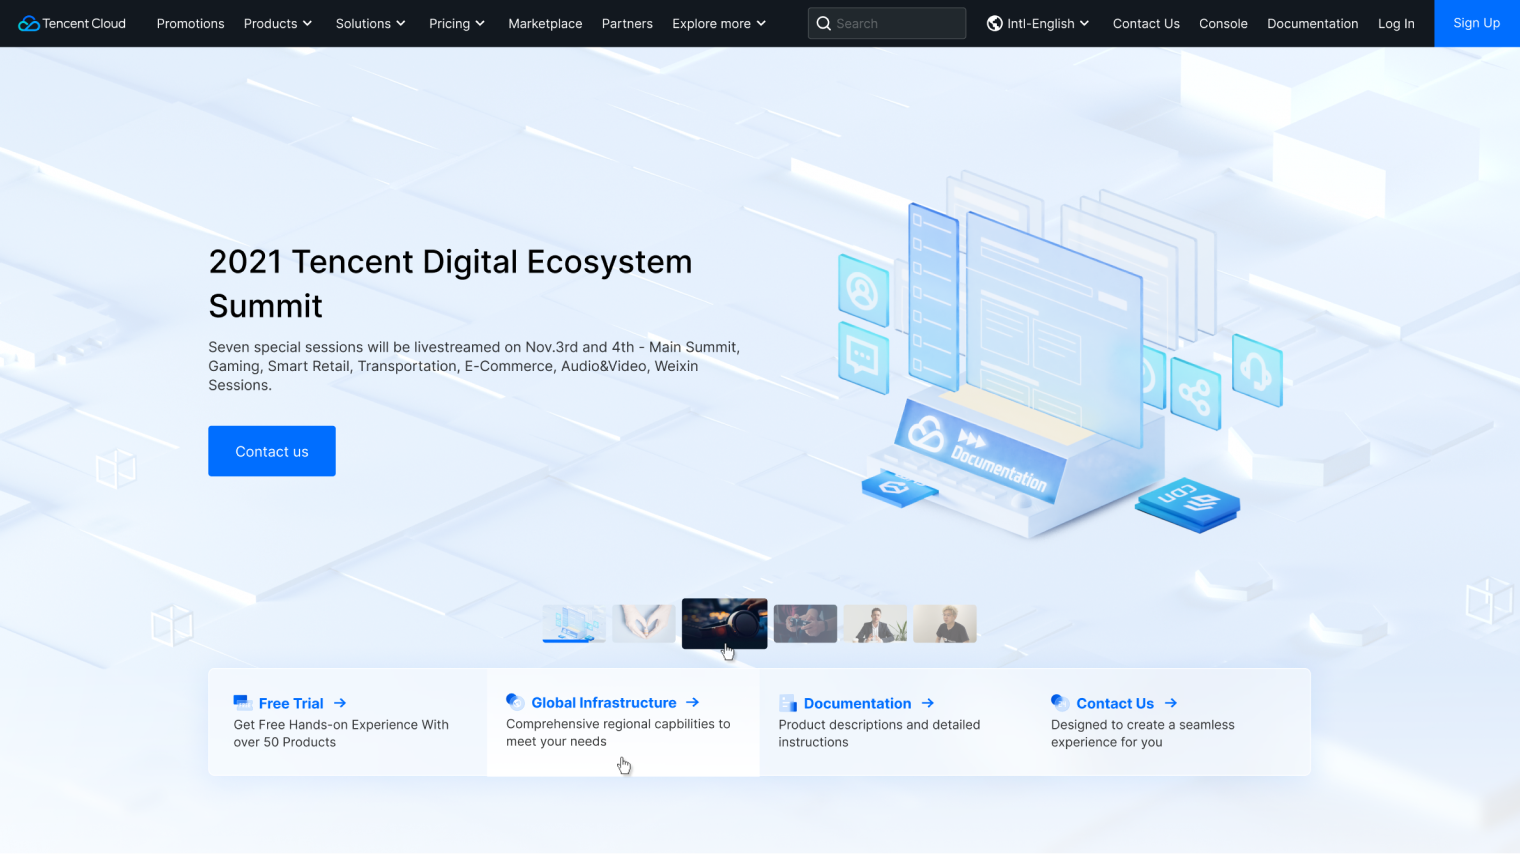 Tencent Cloud Promotions Products Solutions Pricing Marketplace Partners Explore more Search Intl-English Contact Us Console Documentation Log In Sign Up
2021 Tencent Digital Ecosystem
Summit
Seven special sessions will be livestreamed on Nov.3rd and 4th - Main Summit,
Gaming, Smart Retail, Transportation, E-Commerce, Audio&Video, Weixin
Sessions.
Contact us
Documentation
Free Trial
Get Free Hands-on Experience With
over 50 Products
Global Infrastructure
Comprehensive regional capbilities to
meet your needs
Documentation
Product descriptions and detailed
instructions
Contact Us
Designed to create a seamless
experience for you